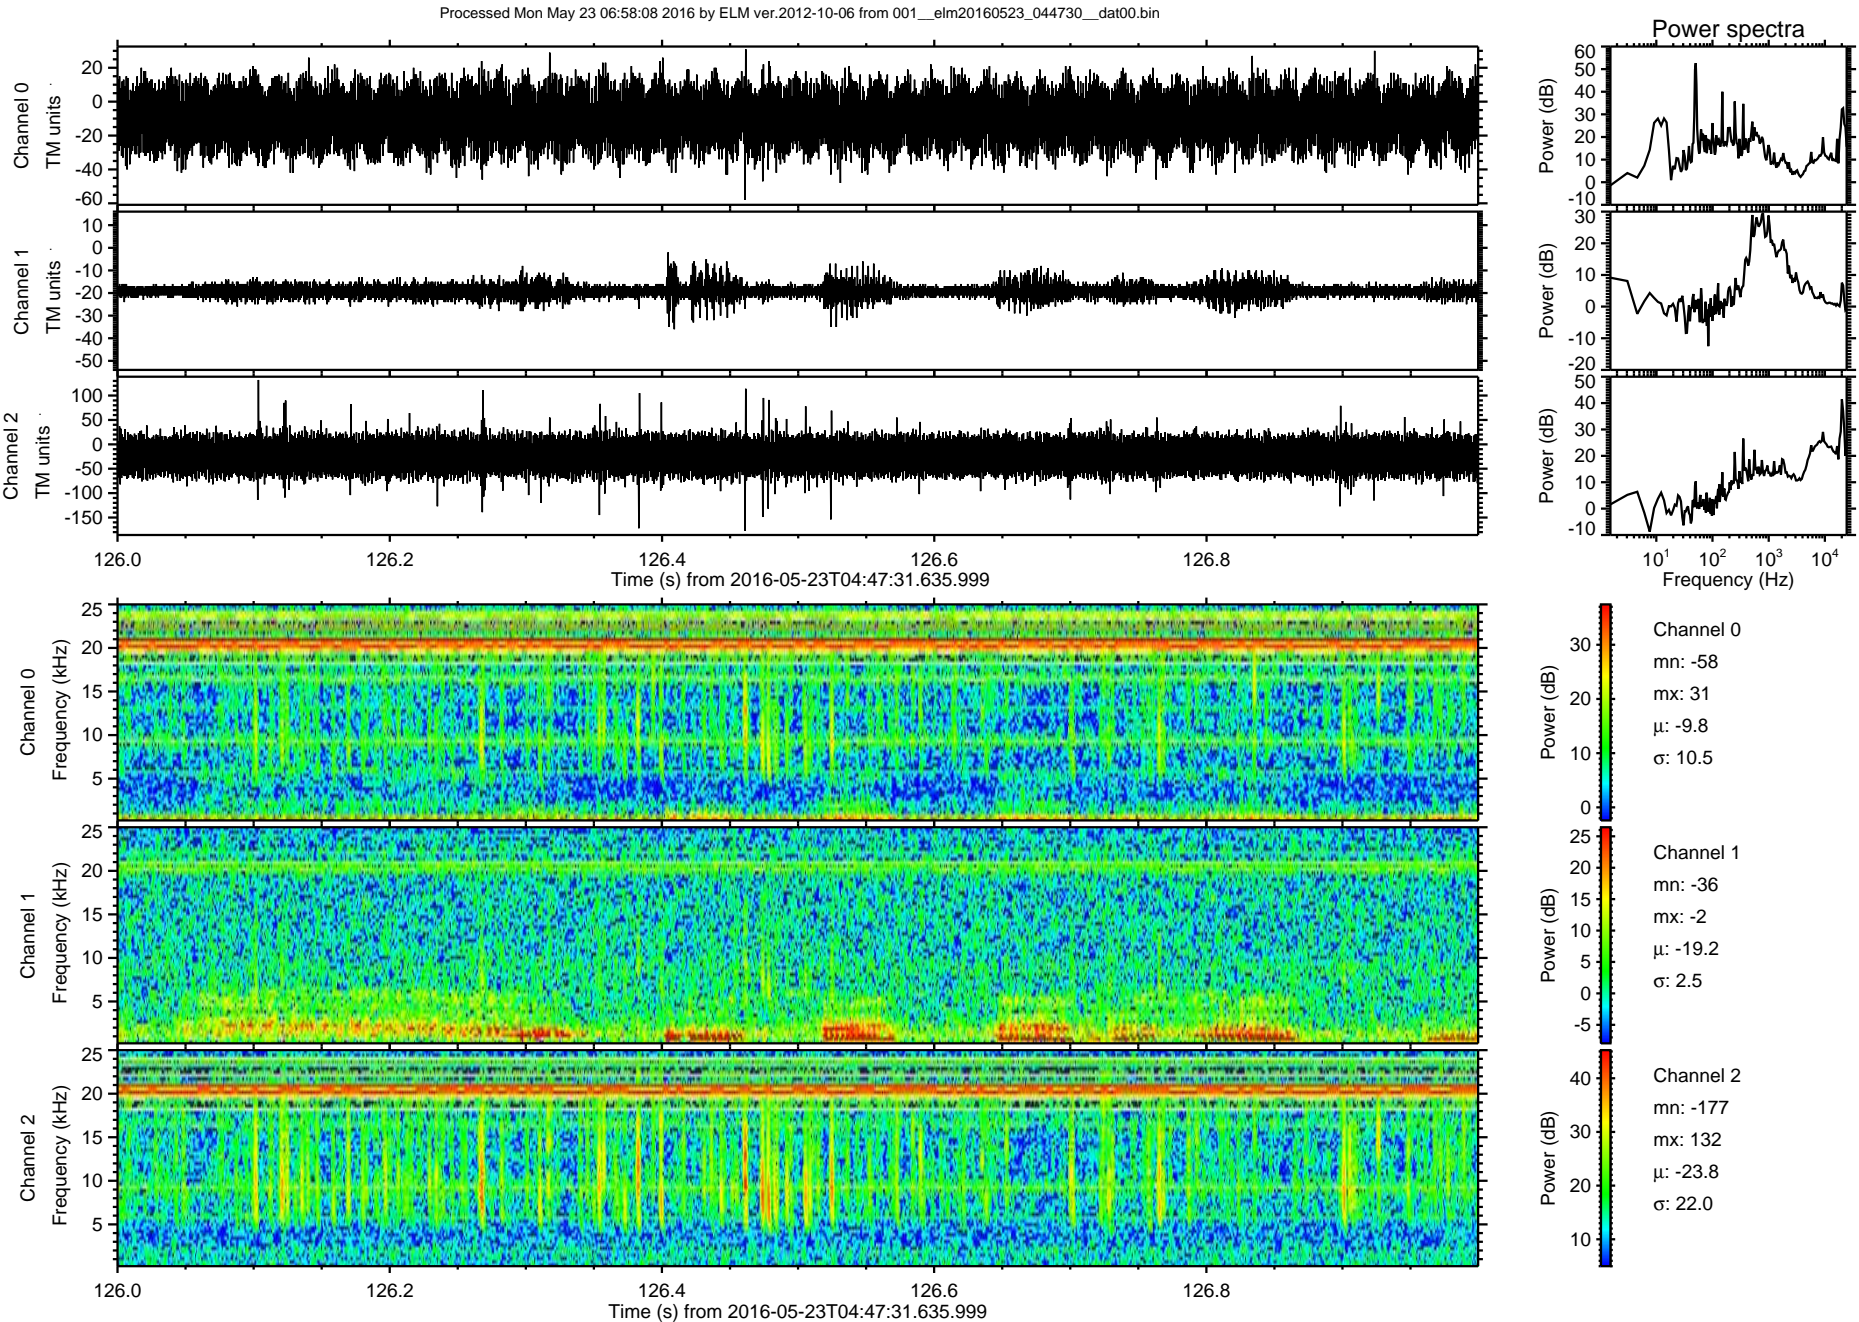 Processed Mon May 23 06:58:08 2016 by ELM ver.2012-10-06 from 001__elm20160523_044730__dat00.bin
Power spectra
Channel 0
TM units
20
0
-20
-40
-60
Power (dB)
60
50
40
30
20
10
0
-10
Channel 1
TM units
10
0
-10
-20
-30
-40
-50
Power (dB)
30
20
10
0
-10
-20
Channel 2
TM units
100
50
0
-50
-100
-150
Power (dB)
50
40
30
20
10
0
-10
126.0 126.2 126.4 126.6 126.8
Time (s) from 2016-05-23T04:47:31.635.999
10¹ 10² 10³ 10⁴
Frequency (Hz)
Channel 0
Frequency (kHz)
25
20
15
10
5
Power (dB)
30
20
10
0
Channel 0
mn: -58
mx: 31
μ: -9.8
σ: 10.5
Channel 1
Frequency (kHz)
25
20
15
10
5
Power (dB)
25
20
15
10
5
0
-5
Channel 1
mn: -36
mx: -2
μ: -19.2
σ: 2.5
Channel 2
Frequency (kHz)
25
20
15
10
5
Power (dB)
40
30
20
10
Channel 2
mn: -177
mx: 132
μ: -23.8
σ: 22.0
126.0 126.2 126.4 126.6 126.8
Time (s) from 2016-05-23T04:47:31.635.999